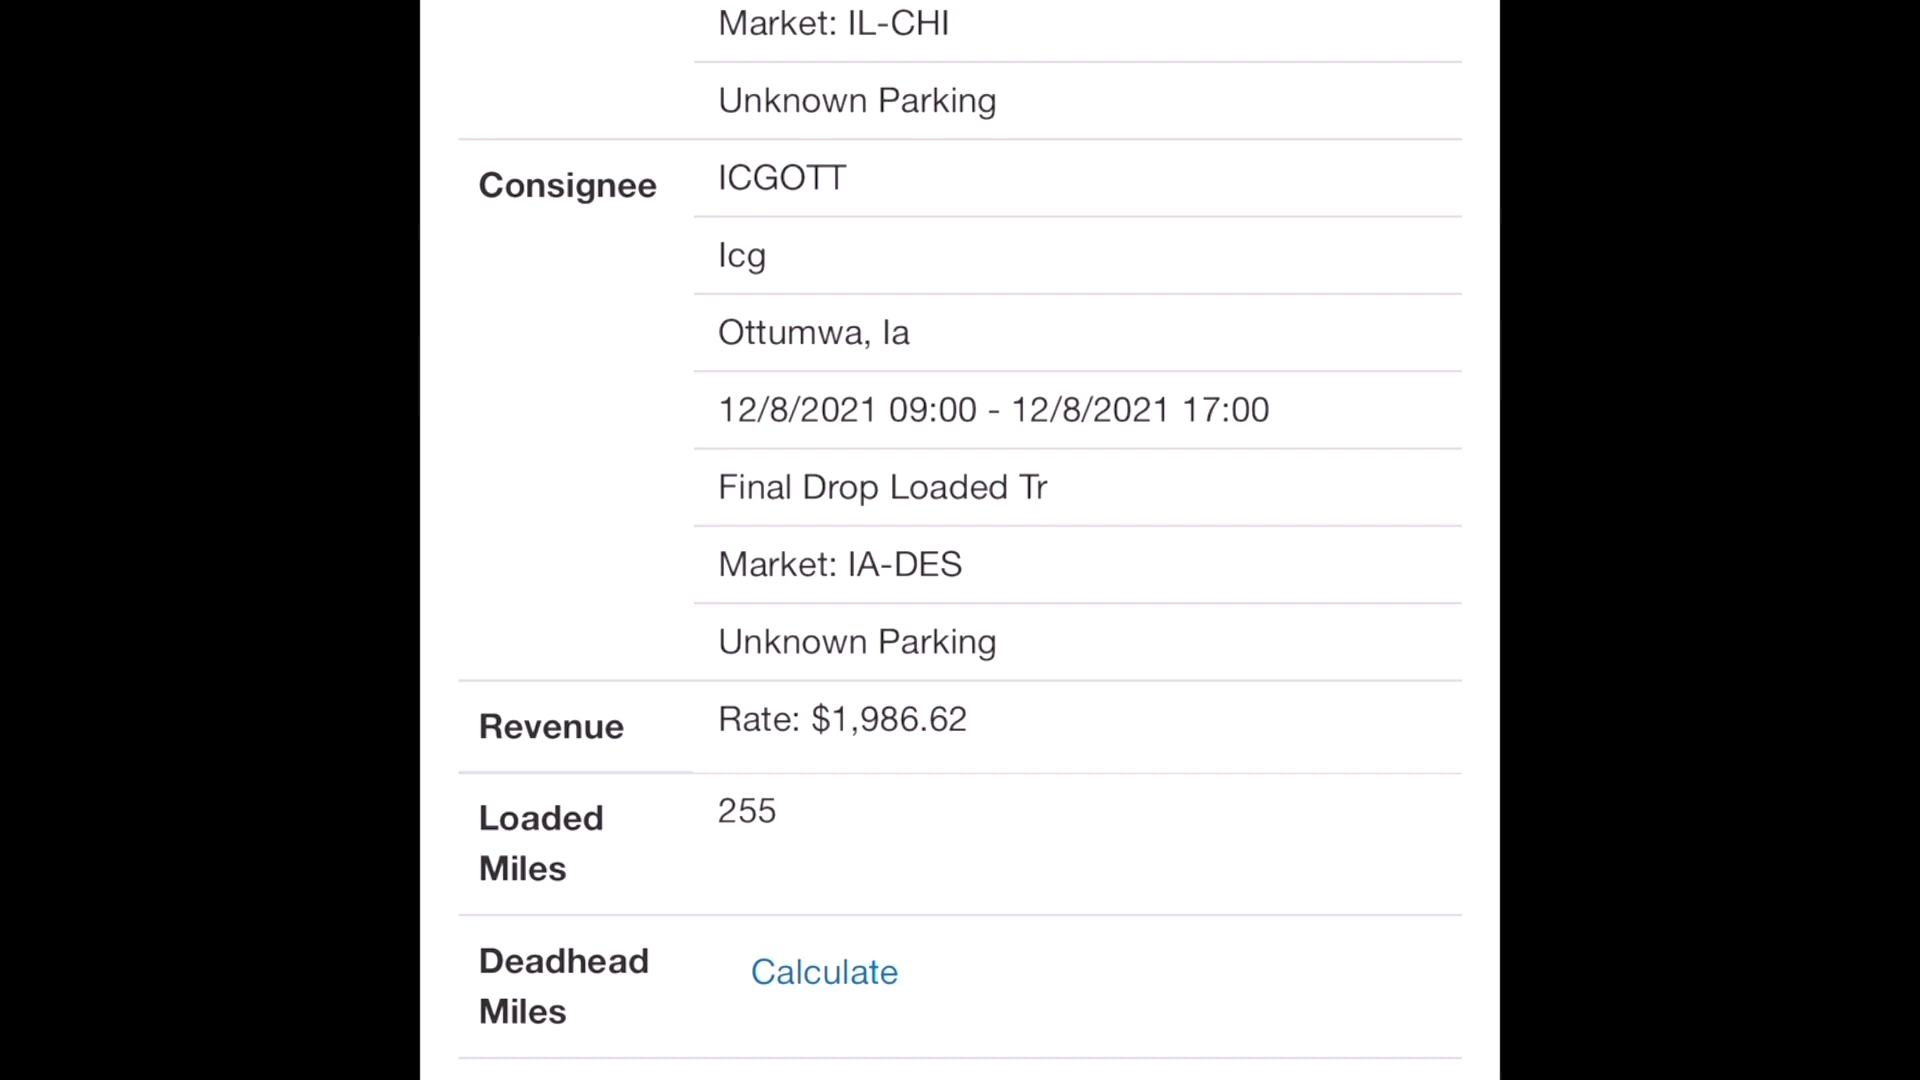 Market: IL-CHI
Unknown Parking
Consignee
ICGOTT
Icg
Ottumwa, Ia
12/8/2021 09:00 - 12/8/2021 17:00
Final Drop Loaded Tr
Market: IA-DES
Unknown Parking
Revenue
Rate: $1,986.62
Loaded
Miles
255
Deadhead
Miles
Calculate